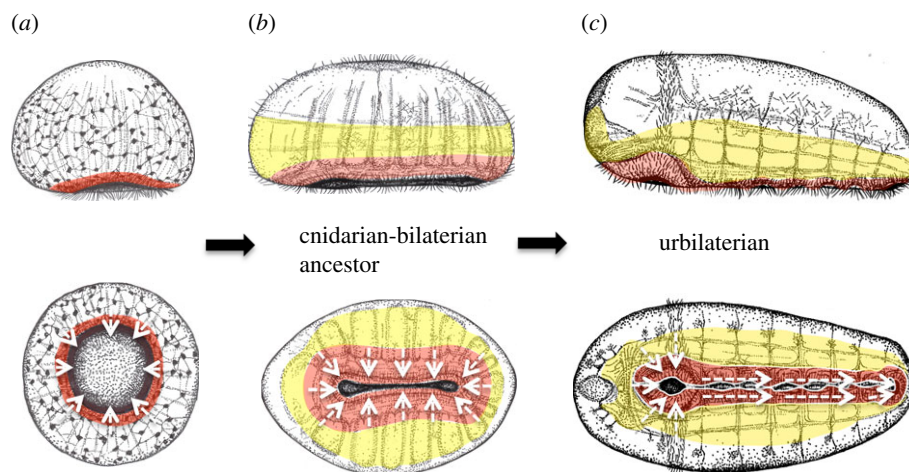 (a)
(b)
(c)
cnidarian-bilaterian
ancestor
urbilaterian